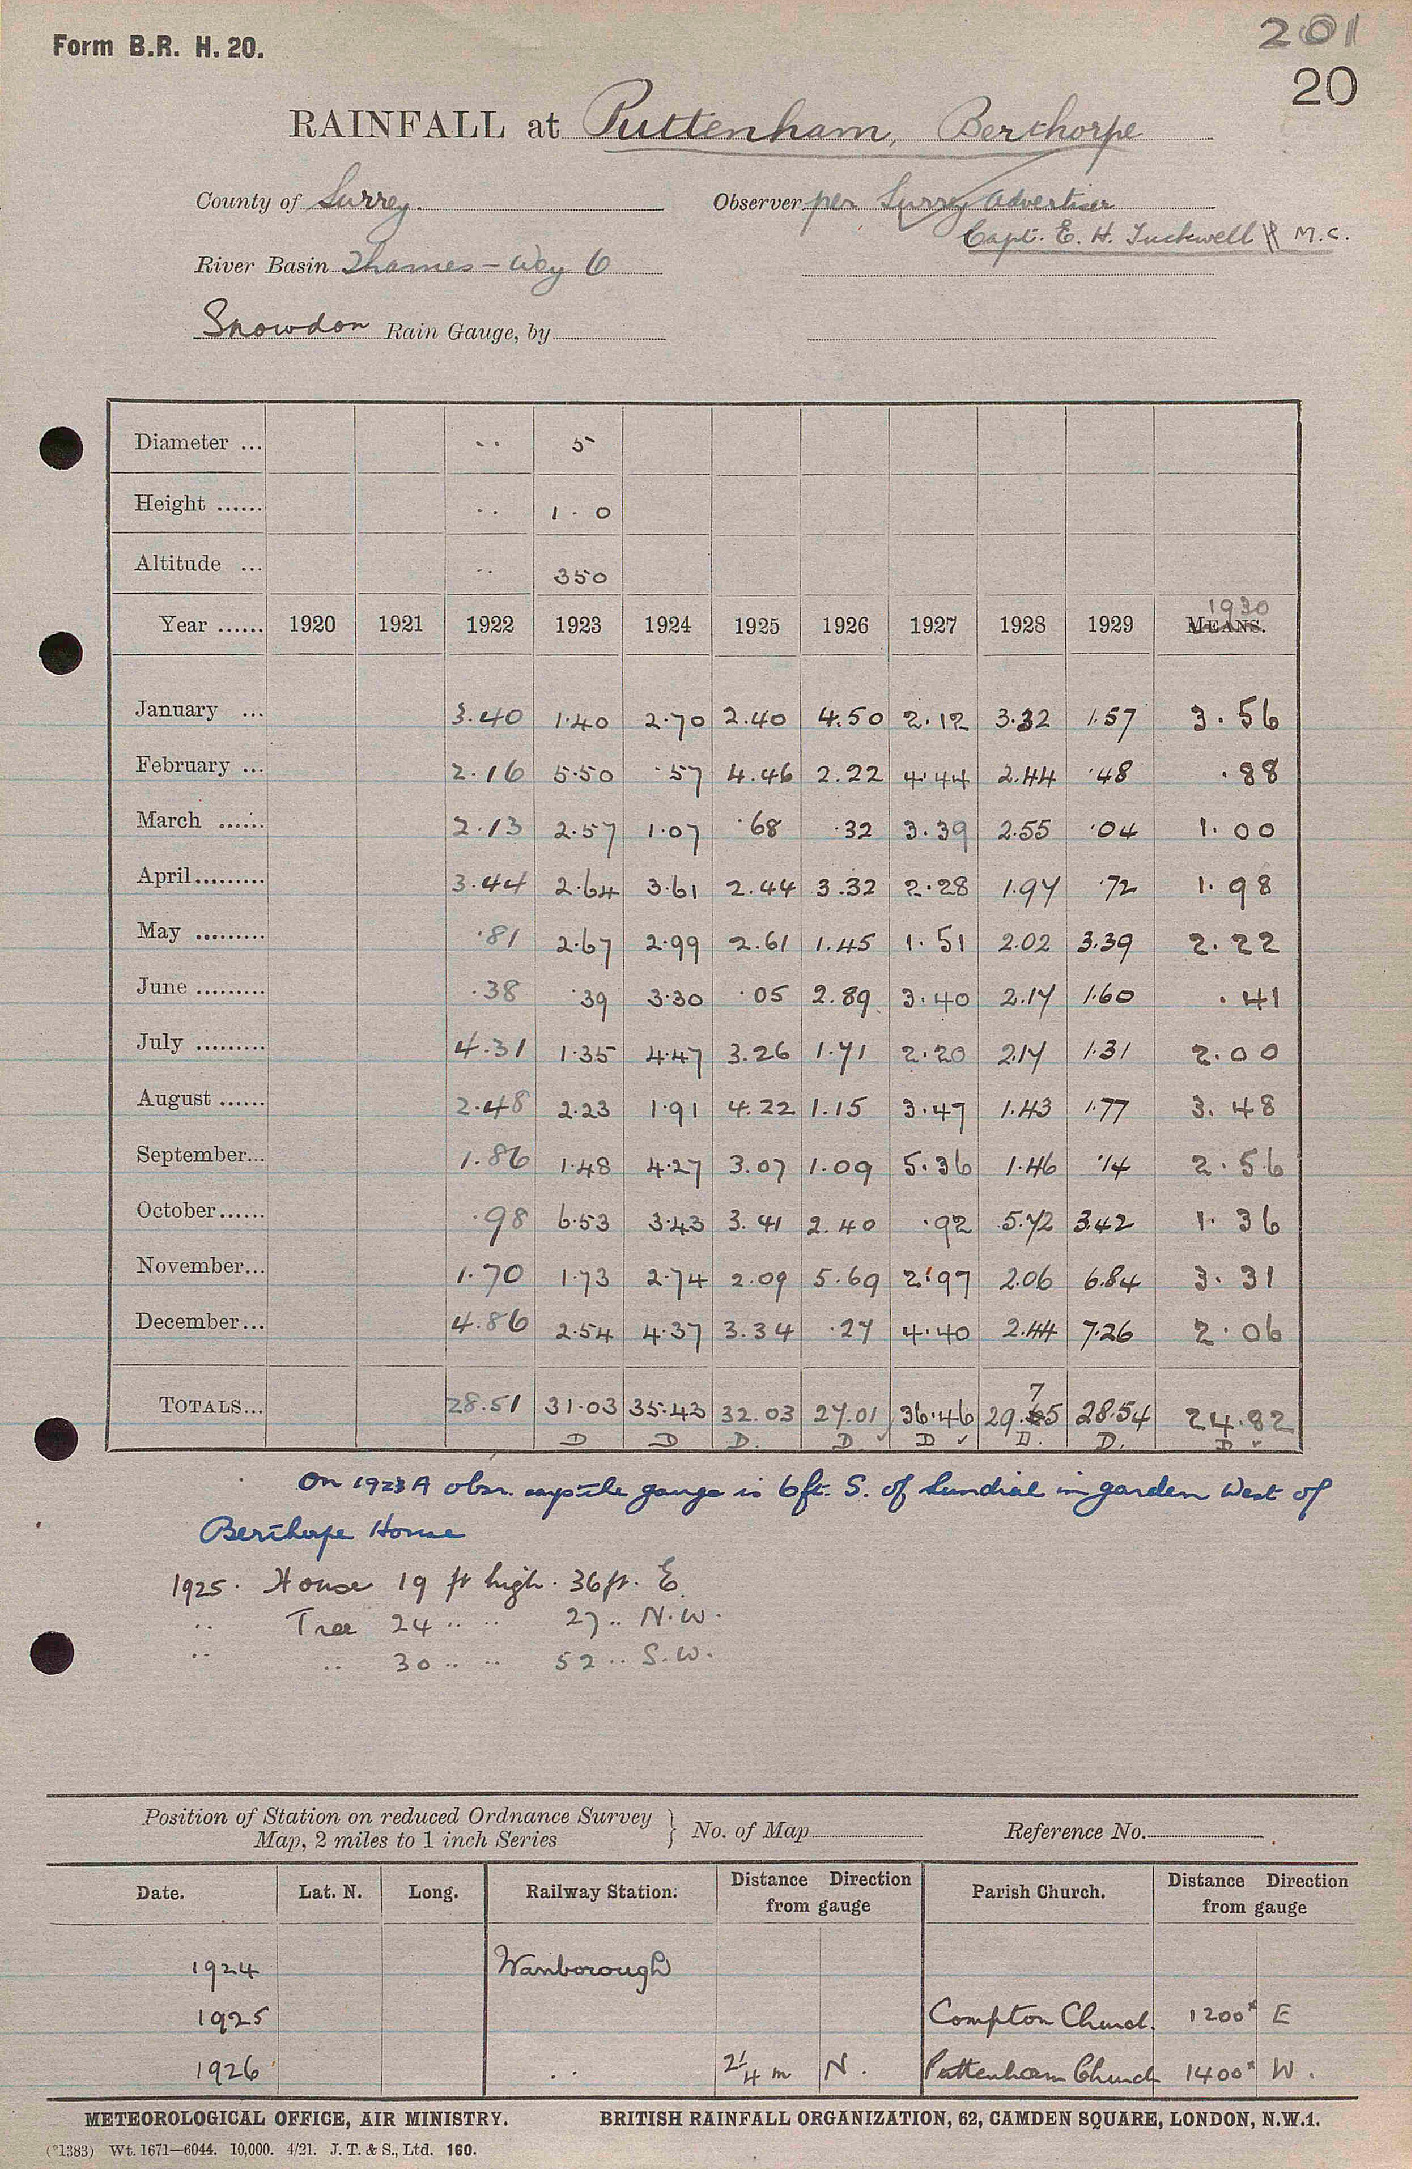 Form B.R. H. 20.
201
20
RAINFALL at Puttenham, Berthorpe
County of Surrey. Observer per Surrey Advertiser
Capt. E. H. Tuckwell M.C.
River Basin Thames - Wey 6
Snowdon Rain Gauge, by
Diameter ... .. 5
Height ...... .. 1 . 0
Altitude ... .. 350
1930
Year ...... 1920 1921 1922 1923 1924 1925 1926 1927 1928 1929 MEANS.
January ... 3.40 1.40 2.70 2.40 4.50 2.12 3.32 1.57 3.56
February ... 2.16 5.50 .57 4.46 2.22 4.44 2.44 .48 .88
March ...... 2.13 2.57 1.07 .68 .32 3.39 2.55 .04 1.00
April......... 3.44 2.64 3.61 2.44 3.32 2.28 1.97 .72 1.98
May ......... .81 2.67 2.99 2.61 1.45 1.51 2.02 3.39 2.22
June ......... .38 .39 3.30 .05 2.89 3.40 2.17 1.60 .41
July ......... 4.31 1.35 4.47 3.26 1.71 2.20 2.17 1.31 2.00
August ...... 2.48 2.23 1.91 4.22 1.15 3.47 1.43 1.77 3.48
September... 1.86 1.48 4.27 3.07 1.09 5.36 1.46 .14 2.56
October...... .98 6.53 3.43 3.41 2.40 .92 5.72 3.42 1.36
November... 1.70 1.73 2.74 2.09 5.69 2.97 2.06 6.84 3.31
December... 4.86 2.54 4.37 3.34 .27 4.40 2.44 7.26 2.06
7
TOTALS... 28.51 31.03 35.43 32.03 27.01 36.46 29.65 28.54 24.82
D D D. D ✓ D ✓ D. D. D ✓
On 1923 A obsr. says the gauge is 6ft. S. of Sundial in garden West of
Berthorpe House
1925. House 19 ft high. 36ft. E.
.. Tree 24 .. .. 27 .. N.W.
.. .. 30 .. .. 52 .. S.W.
Position of Station on reduced Ordnance Survey
Map, 2 miles to 1 inch Series } No. of Map Reference No.
Date. Lat. N. Long. Railway Station. Distance Direction from gauge Parish Church. Distance Direction from gauge
1924 Wanborough
1925 Compton Church. 1200ˣ E
1926 .. 2¼ m N. Puttenham Church 1400ˣ W.
METEOROLOGICAL OFFICE, AIR MINISTRY. BRITISH RAINFALL ORGANIZATION, 62, CAMDEN SQUARE, LONDON, N.W.1.
(*1383) Wt. 1671—6044. 10,000. 4/21. J. T. & S., Ltd. 160.